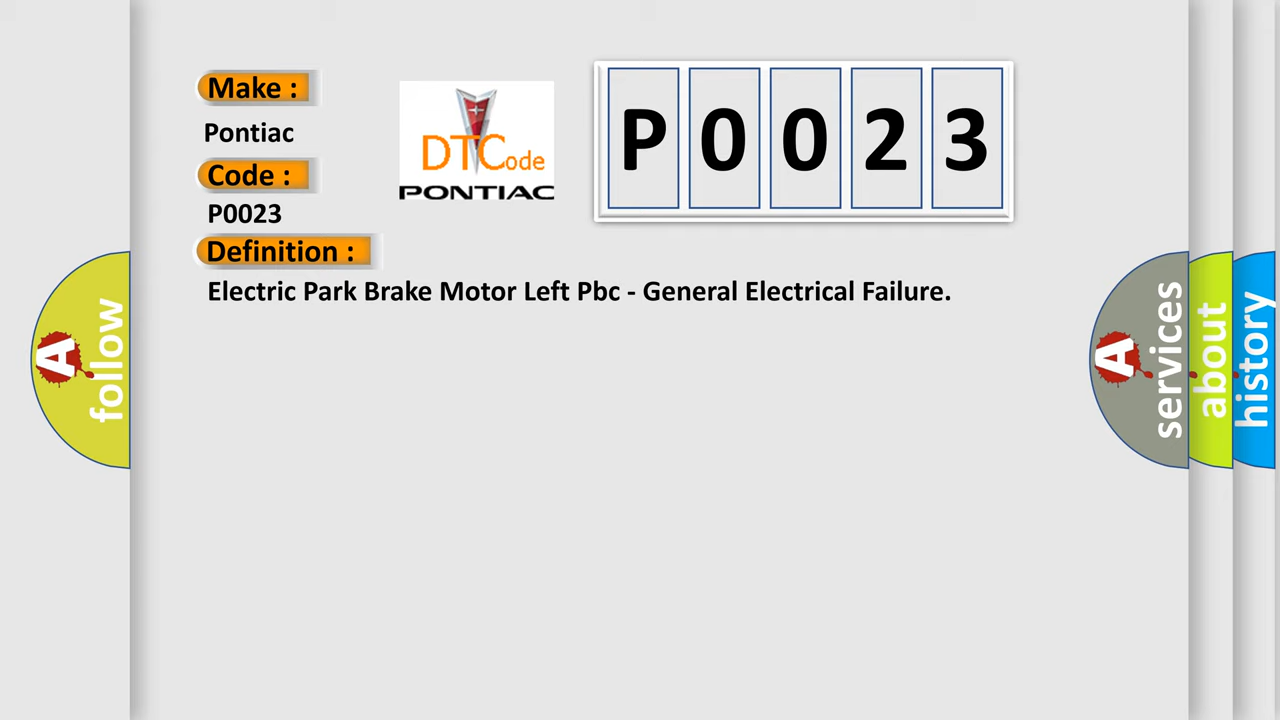 Make :
Pontiac
Code :
P0023
Definition :
Electric Park Brake Motor Left Pbc - General Electrical Failure.
DTCode
PONTIAC
P0023
A follow
A services
about
history